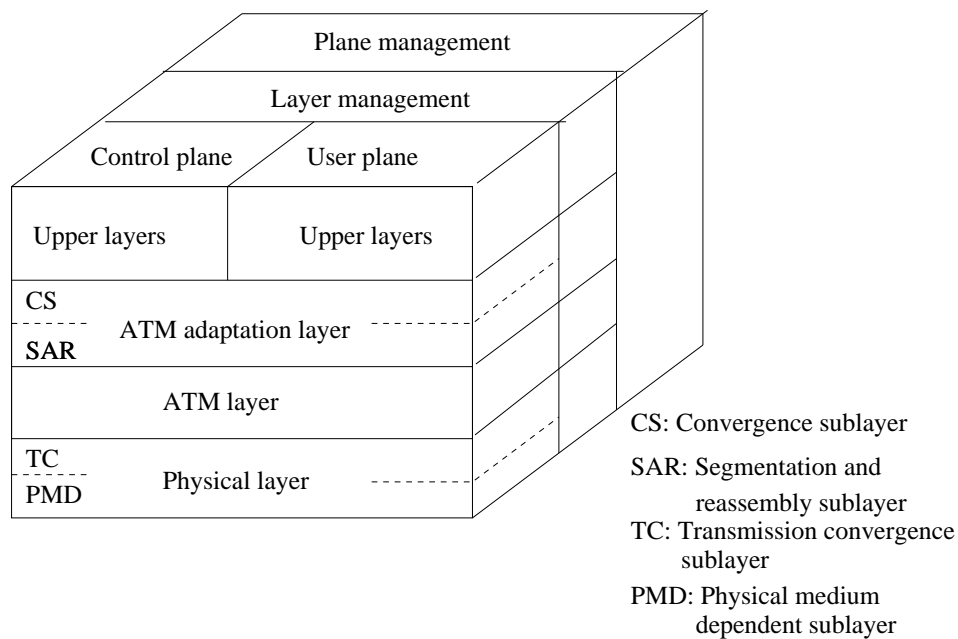 Plane management
Layer management
Control plane
User plane
Upper layers
Upper layers
CS
ATM adaptation layer
SAR
ATM layer
TC
Physical layer
PMD
CS: Convergence sublayer
SAR: Segmentation and
reassembly sublayer
TC: Transmission convergence
sublayer
PMD: Physical medium
dependent sublayer